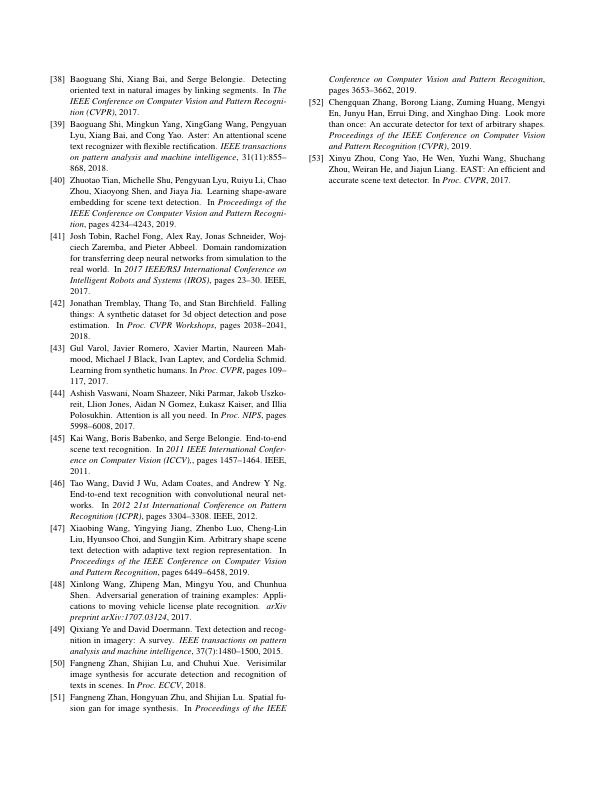 [38] Baoguang Shi, Xiang Bai, and Serge Belongie. Detecting
oriented text in natural images by linking segments. In The
IEEE Conference on Computer Vision and Pattern Recogni-
tion (CVPR), 2017.
[39] Baoguang Shi, Mingkun Yang, XingGang Wang, Pengyuan
Lyu, Xiang Bai, and Cong Yao. Aster: An attentional scene
text recognizer with flexible rectification. IEEE transactions
on pattern analysis and machine intelligence, 31(11):855–
868, 2018.
[40] Zhuotao Tian, Michelle Shu, Pengyuan Lyu, Ruiyu Li, Chao
Zhou, Xiaoyong Shen, and Jiaya Jia. Learning shape-aware
embedding for scene text detection. In Proceedings of the
IEEE Conference on Computer Vision and Pattern Recogni-
tion, pages 4234–4243, 2019.
[41] Josh Tobin, Rachel Fong, Alex Ray, Jonas Schneider, Woj-
ciech Zaremba, and Pieter Abbeel. Domain randomization
for transferring deep neural networks from simulation to the
real world. In 2017 IEEE/RSJ International Conference on
Intelligent Robots and Systems (IROS), pages 23–30. IEEE,
2017.
[42] Jonathan Tremblay, Thang To, and Stan Birchfield. Falling
things: A synthetic dataset for 3d object detection and pose
estimation. In Proc. CVPR Workshops, pages 2038–2041,
2018.
[43] Gul Varol, Javier Romero, Xavier Martin, Naureen Mah-
mood, Michael J Black, Ivan Laptev, and Cordelia Schmid.
Learning from synthetic humans. In Proc. CVPR, pages 109–
117, 2017.
[44] Ashish Vaswani, Noam Shazeer, Niki Parmar, Jakob Uszko-
reit, Llion Jones, Aidan N Gomez, Łukasz Kaiser, and Illia
Polosukhin. Attention is all you need. In Proc. NIPS, pages
5998–6008, 2017.
[45] Kai Wang, Boris Babenko, and Serge Belongie. End-to-end
scene text recognition. In 2011 IEEE International Confer-
ence on Computer Vision (ICCV),, pages 1457–1464. IEEE,
2011.
[46] Tao Wang, David J Wu, Adam Coates, and Andrew Y Ng.
End-to-end text recognition with convolutional neural net-
works. In 2012 21st International Conference on Pattern
Recognition (ICPR), pages 3304–3308. IEEE, 2012.
[47] Xiaobing Wang, Yingying Jiang, Zhenbo Luo, Cheng-Lin
Liu, Hyunsoo Choi, and Sungjin Kim. Arbitrary shape scene
text detection with adaptive text region representation. In
Proceedings of the IEEE Conference on Computer Vision
and Pattern Recognition, pages 6449–6458, 2019.
[48] Xinlong Wang, Zhipeng Man, Mingyu You, and Chunhua
Shen. Adversarial generation of training examples: Appli-
cations to moving vehicle license plate recognition. arXiv
preprint arXiv:1707.03124, 2017.
[49] Qixiang Ye and David Doermann. Text detection and recog-
nition in imagery: A survey. IEEE transactions on pattern
analysis and machine intelligence, 37(7):1480–1500, 2015.
[50] Fangneng Zhan, Shijian Lu, and Chuhui Xue. Verisimilar
image synthesis for accurate detection and recognition of
texts in scenes. In Proc. ECCV, 2018.
[51] Fangneng Zhan, Hongyuan Zhu, and Shijian Lu. Spatial fu-
sion gan for image synthesis. In Proceedings of the IEEE
Conference on Computer Vision and Pattern Recognition,
pages 3653–3662, 2019.
[52] Chengquan Zhang, Borong Liang, Zuming Huang, Mengyi
En, Junyu Han, Errui Ding, and Xinghao Ding. Look more
than once: An accurate detector for text of arbitrary shapes.
Proceedings of the IEEE Conference on Computer Vision
and Pattern Recognition (CVPR), 2019.
[53] Xinyu Zhou, Cong Yao, He Wen, Yuzhi Wang, Shuchang
Zhou, Weiran He, and Jiajun Liang. EAST: An efficient and
accurate scene text detector. In Proc. CVPR, 2017.